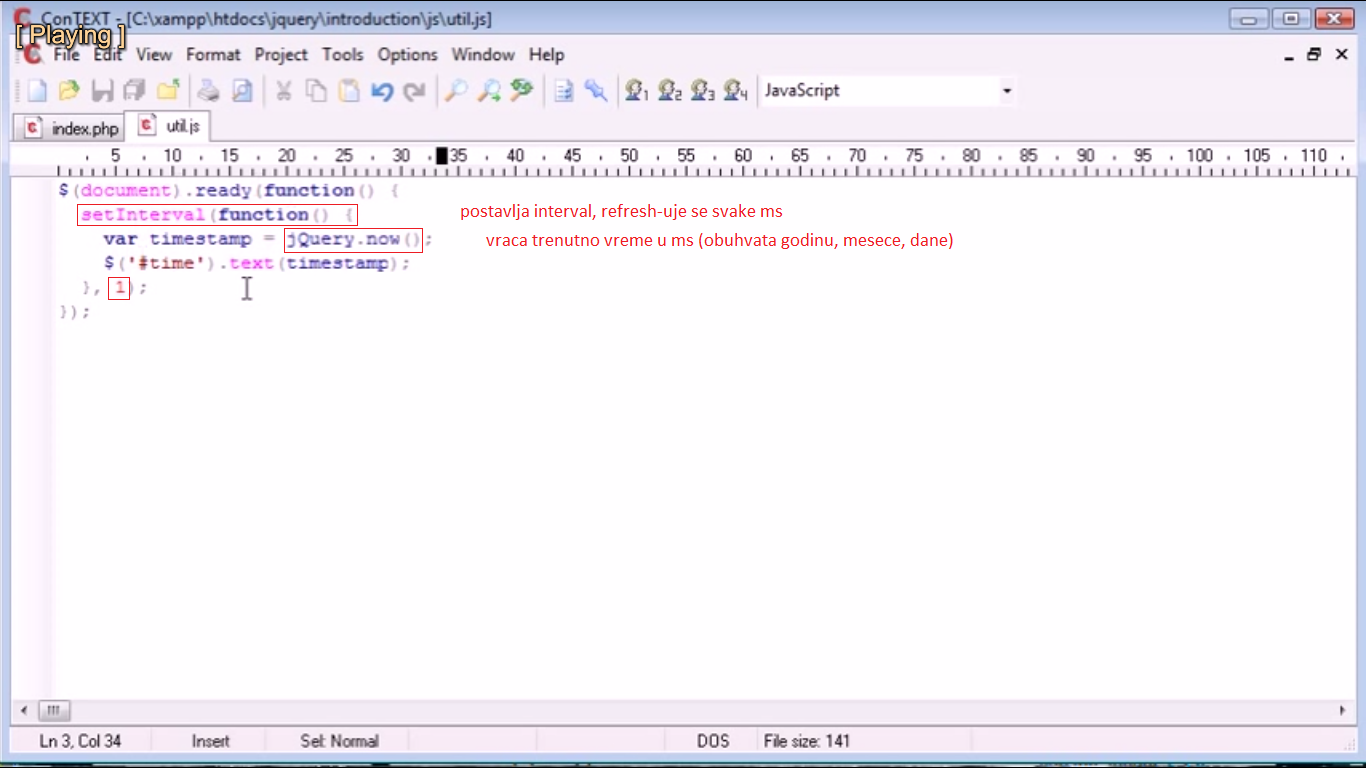 ConTEXT - [C:\xampp\htdocs\jquery\introduction\js\util.js]
[ Playing ]
File Edit View Format Project Tools Options Window Help
1 2 3 4 JavaScript
index.php util.js
5 10 15 20 25 30 35 40 45 50 55 60 65 70 75 80 85 90 95 100 105 110
$(document).ready(function() {
setInterval(function() { postavlja interval, refresh-uje se svake ms
var timestamp = jQuery.now(); vraca trenutno vreme u ms (obuhvata godinu, mesece, dane)
$('#time').text(timestamp);
}, 1);
});
Ln 3, Col 34 Insert Sel: Normal DOS File size: 141